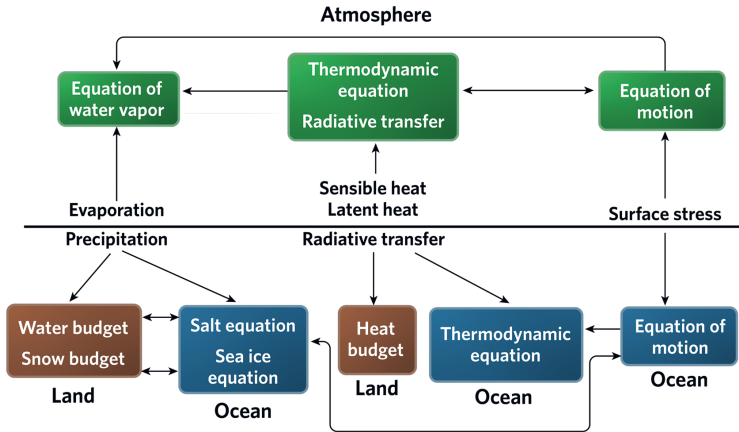 Atmosphere
Equation of
water vapor
Thermodynamic
equation
Radiative transfer
Equation of
motion
Sensible heat
Latent heat
Evaporation
Surface stress
Precipitation
Radiative transfer
Water budget
Snow budget
Land
Salt equation
Sea ice
equation
Ocean
Heat
budget
Land
Thermodynamic
equation
Ocean
Equation of
motion
Ocean